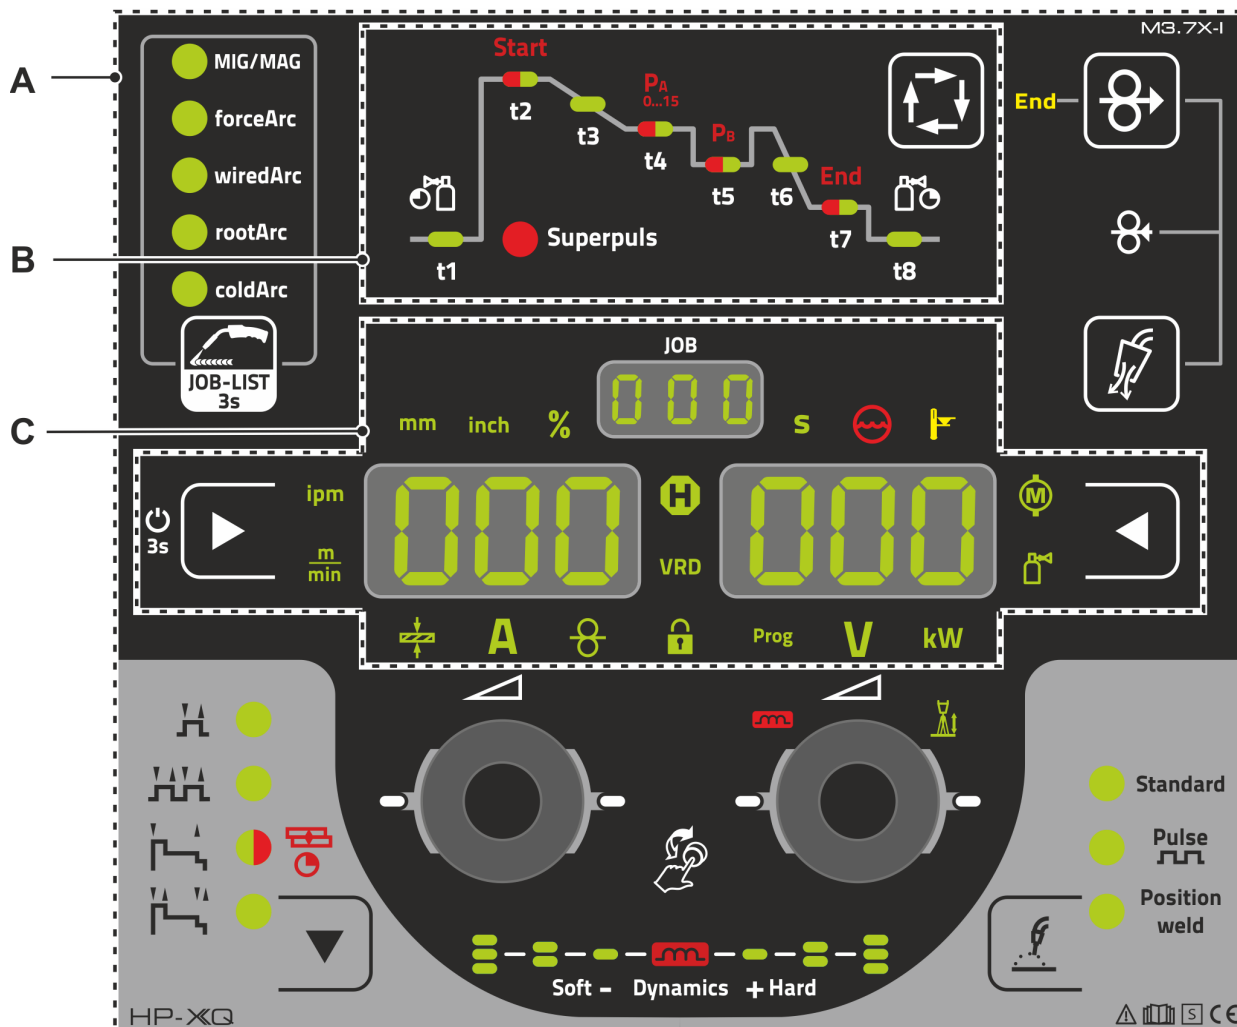 M3.7X-I
A
MIG/MAG
forceArc
wiredArc
rootArc
coldArc
JOB-LIST
3s
Start
t2
t3
PA
0...15
t4
PB
t5
t6
End
t7
t1
Superpuls
t8
End
B
C
JOB
000
mm
inch
%
s
3s
ipm
m
min
000
H
VRD
000
M
A
Prog
V
kW
Standard
Pulse
Position
weld
Soft - Dynamics + Hard
HP-XQ
S CE